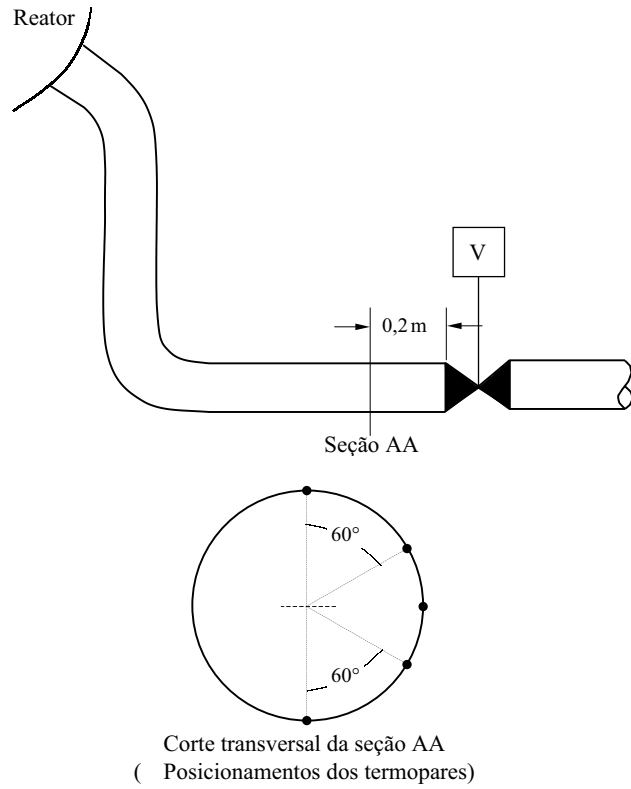 Reator
V
0,2 m
Seção AA
60°
60°
Corte transversal da seção AA
( Posicionamentos dos termopares)